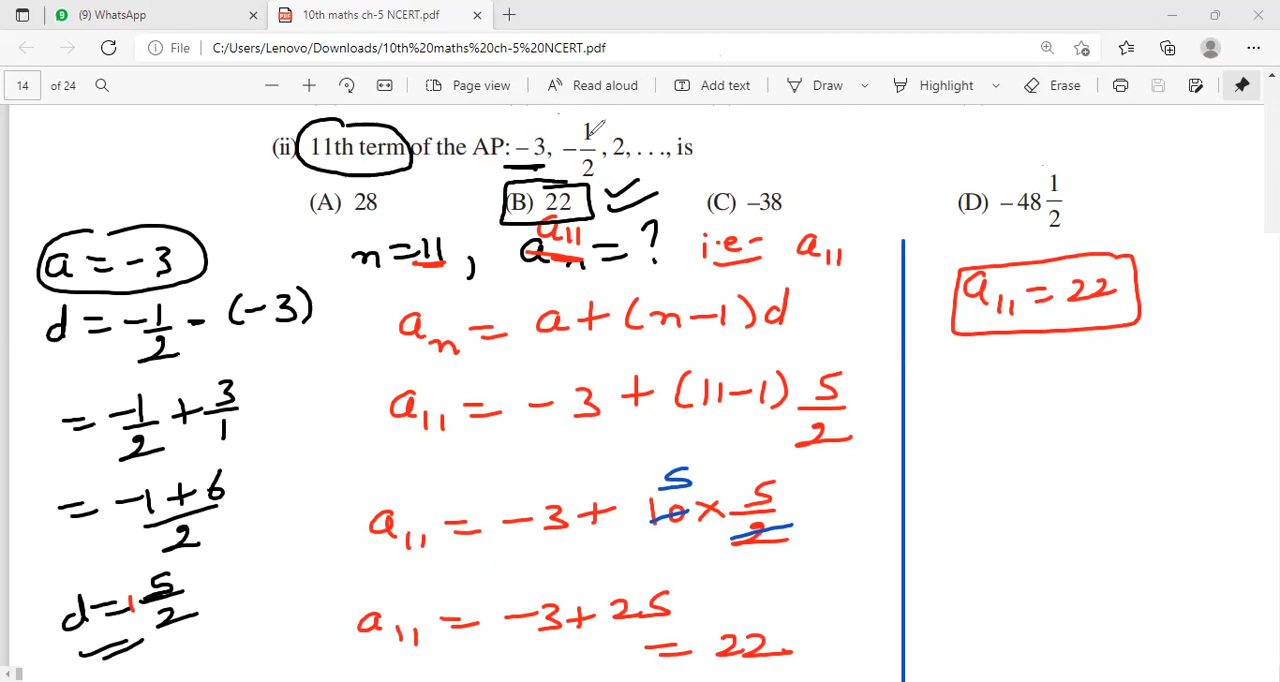 (9) WhatsApp
10th maths ch-5 NCERT.pdf
File C:/Users/Lenovo/Downloads/10th%20maths%20ch-5%20NCERT.pdf
14 of 24 Page view Read aloud Add text Draw Highlight Erase
(ii) 11th term of the AP: – 3, –1/2, 2, . . ., is
(A) 28 (B) 22 (C) –38 (D) – 48 1/2
n = 11, an = ? i.e- a11
a11
a = -3
d = -1/2 - (-3)
= -1/2 + 3/1
= -1+6/2
d = 5/2
an = a + (n-1)d
a11 = -3 + (11-1) 5/2
5
a11 = -3 + 10 × 5/2
a11 = -3 + 25
= 22.
a11 = 22